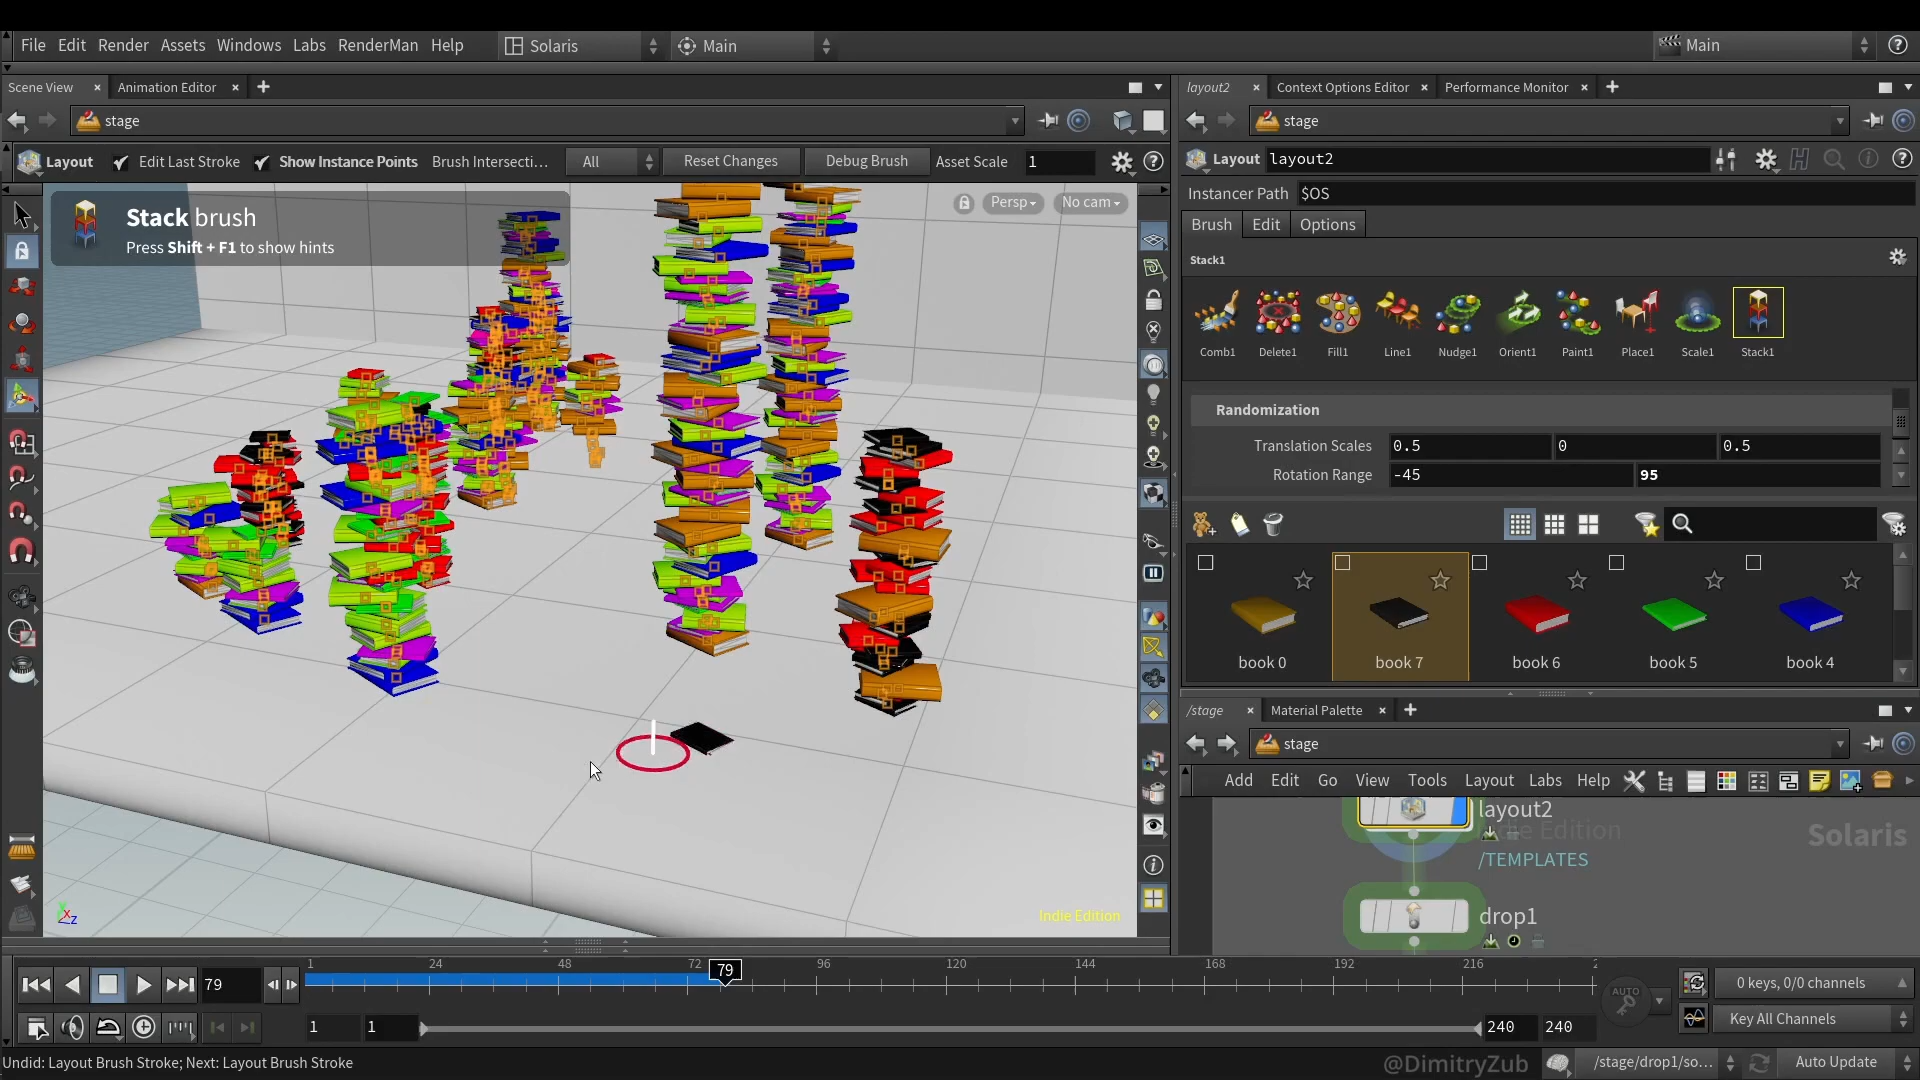 File Edit Render Assets Windows Labs RenderMan Help Solaris Main Main
Scene View Animation Editor
stage
Layout Edit Last Stroke Show Instance Points Brush Intersecti... All Reset Changes Debug Brush Asset Scale 1
Stack brush
Press Shift + F1 to show hints
Persp No cam
Indie Edition
layout2 Context Options Editor Performance Monitor
stage
Layout layout2
Instancer Path $OS
Brush Edit Options
Stack1
Comb1 Delete1 Fill1 Line1 Nudge1 Orient1 Paint1 Place1 Scale1 Stack1
Randomization
Translation Scales 0.5 0 0.5
Rotation Range -45 95
book 0 book 7 book 6 book 5 book 4
/stage Material Palette
stage
Add Edit Go View Tools Layout Labs Help
layout2
Indie Edition
Solaris
/TEMPLATES
drop1
1 24 48 72 79 96 120 144 168 192 216
79
AUTO
0 keys, 0/0 channels
1 1 240 240
Key All Channels
Undid: Layout Brush Stroke; Next: Layout Brush Stroke
@DimitryZub
/stage/drop1/so...
Auto Update